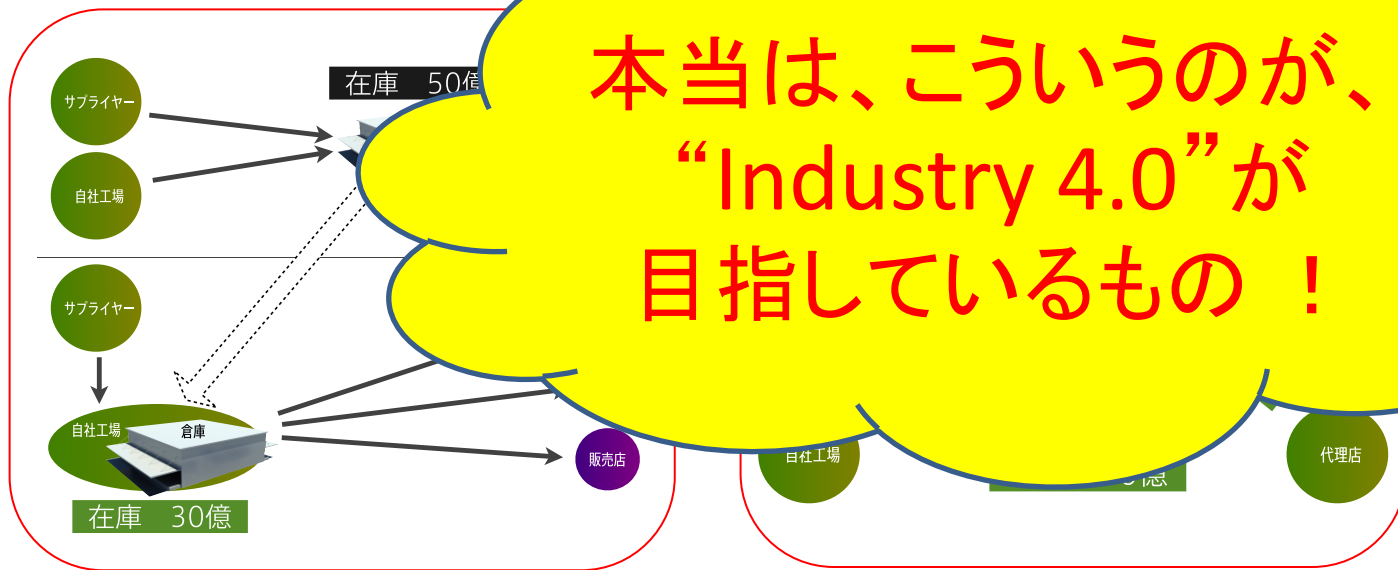 本当は、こういうのが、
“Industry 4.0”が
目指しているもの ！
サプライヤー
在庫 50億
自社工場
サプライヤー
自社工場
倉庫
在庫 30億
販売店
自社工場
億
代理店